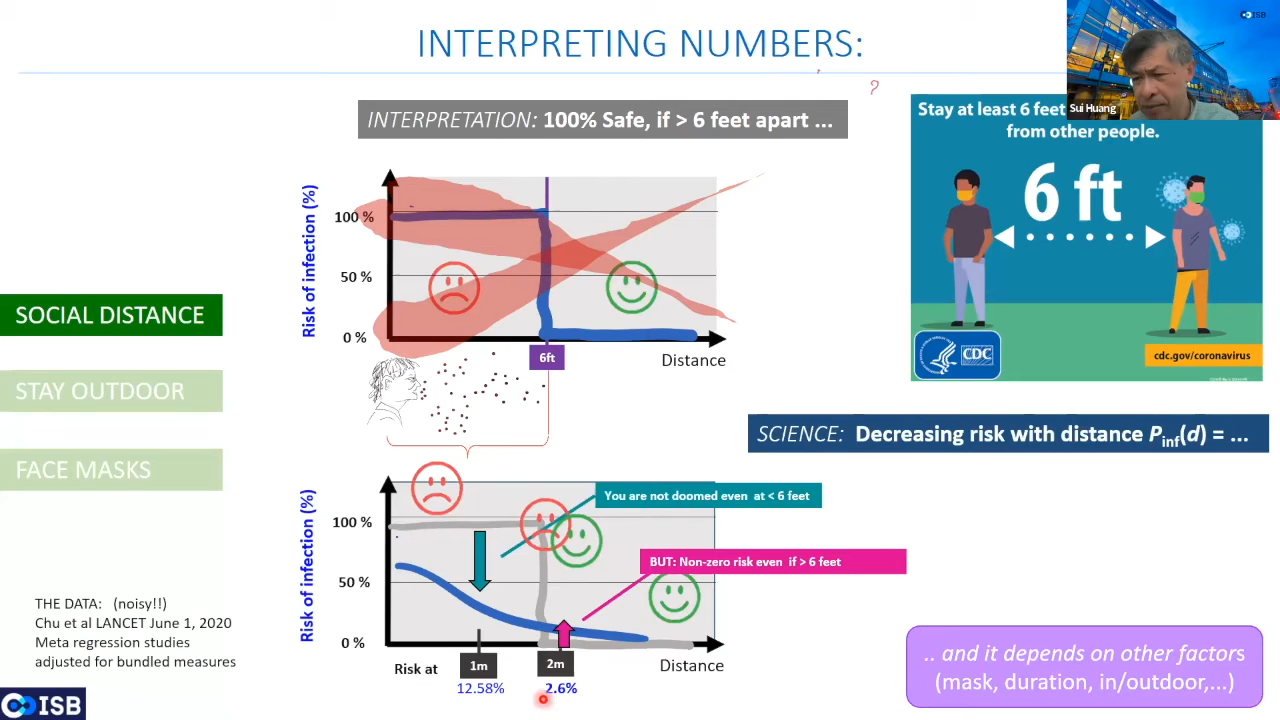 INTERPRETING NUMBERS:
ISB
Sui Huang
?
INTERPRETATION: 100% Safe, if > 6 feet apart ...
Stay at least 6 feet
from other people.
6 ft
CDC
cdc.gov/coronavirus
Risk of infection (%)
100 %
50 %
0 %
6ft
Distance
SOCIAL DISTANCE
STAY OUTDOOR
FACE MASKS
SCIENCE: Decreasing risk with distance Pinf(d) = ...
Risk of infection (%)
100 %
50 %
0 %
You are not doomed even at < 6 feet
BUT: Non-zero risk even if > 6 feet
Risk at
1m
2m
Distance
12.58%
2.6%
THE DATA: (noisy!!)
Chu et al LANCET June 1, 2020
Meta regression studies
adjusted for bundled measures
.. and it depends on other factors
(mask, duration, in/outdoor,...)
ISB